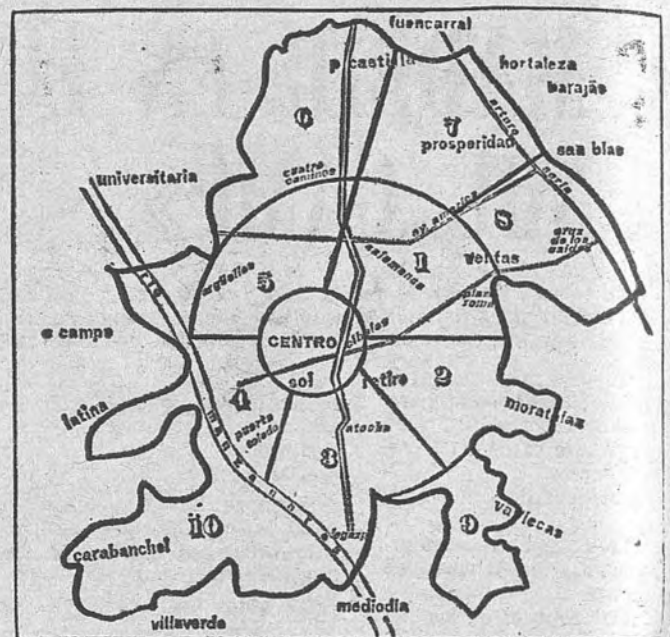 fuencarral
p castilla
hortaleza
barajas
6
7
arturo
prosperidad
san blas
soria
cuatro
caminos
universitaria
av. america
8
cruz
de los
caidos
1
ventas
salamanca
argüelles
5
plaza
roma
rio
e campo
CENTRO
cibeles
sol
retiro
2
4
latina
moratalaz
puerta
toledo
atocha
3
manzanares
vallecas
10
9
legazpi
carabanchel
mediodia
villaverde